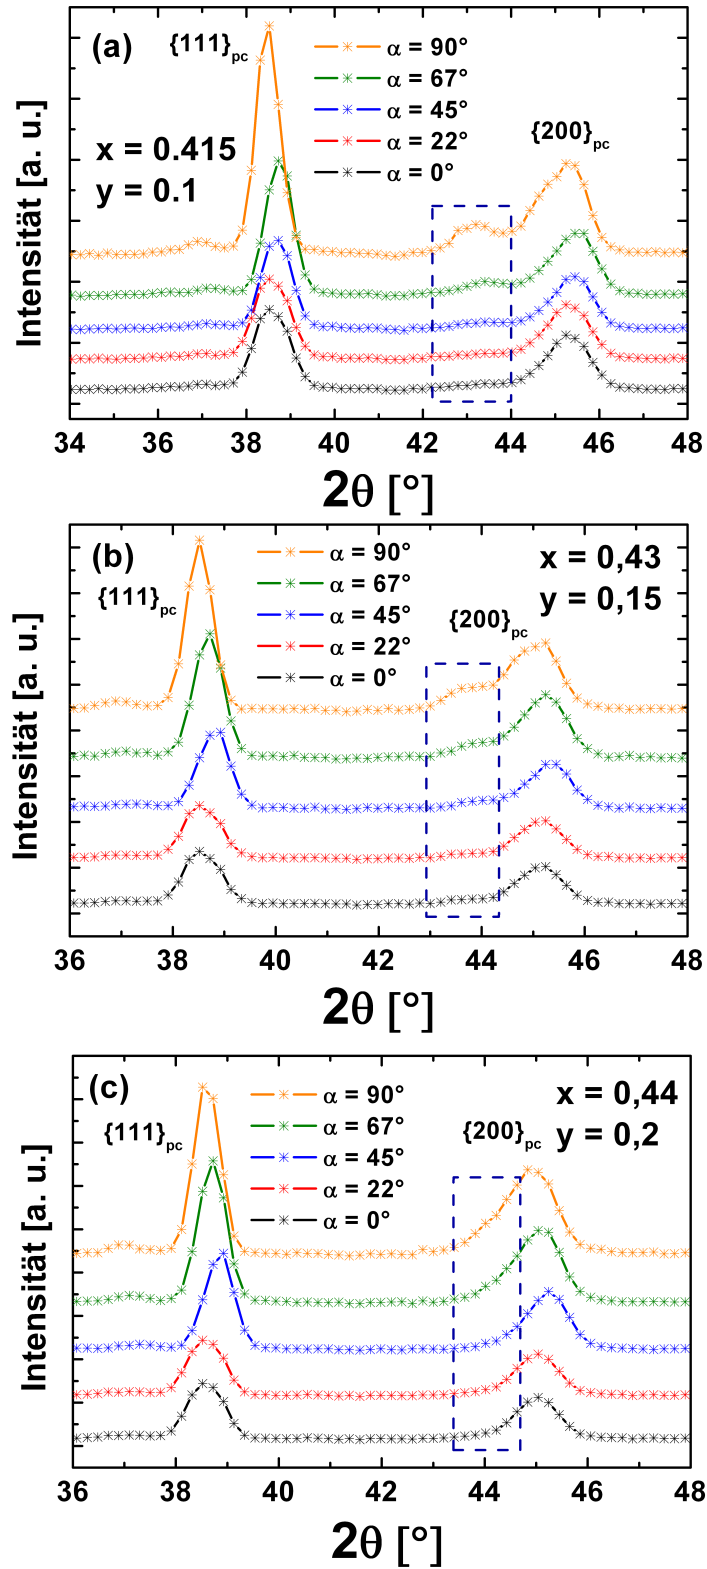 (a)
{111}pc
α = 90°
α = 67°
α = 45°
α = 22°
α = 0°
{200}pc
x = 0.415
y = 0.1
Intensität [a. u.]
34 36 38 40 42 44 46 48
2θ [°]
(b)
{111}pc
α = 90°
α = 67°
α = 45°
α = 22°
α = 0°
x = 0,43
y = 0,15
{200}pc
Intensität [a. u.]
36 38 40 42 44 46 48
2θ [°]
(c)
{111}pc
α = 90°
α = 67°
α = 45°
α = 22°
α = 0°
x = 0,44
y = 0,2
{200}pc
Intensität [a. u.]
36 38 40 42 44 46 48
2θ [°]